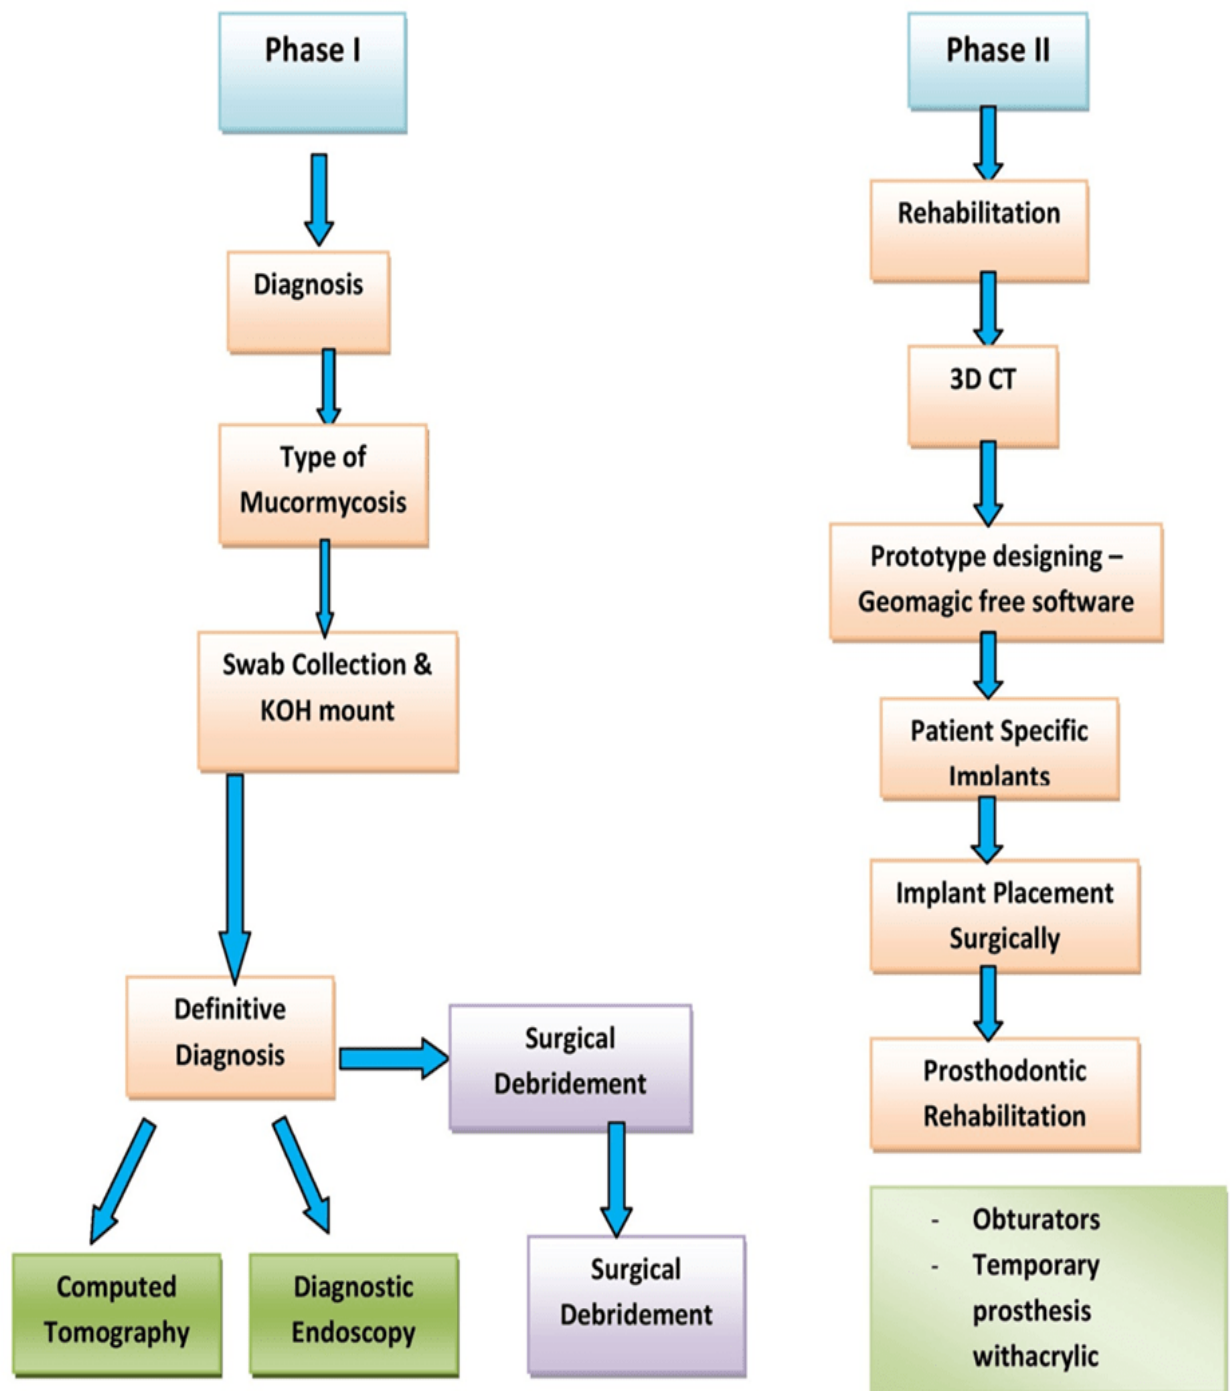 Phase I
Diagnosis
Type of
Mucormycosis
Swab Collection &
KOH mount
Definitive
Diagnosis
Surgical
Debridement
Computed
Tomography
Diagnostic
Endoscopy
Surgical
Debridement
Phase II
Rehabilitation
3D CT
Prototype designing –
Geomagic free software
Patient Specific
Implants
Implant Placement
Surgically
Prosthodontic
Rehabilitation
- Obturators
- Temporary
prosthesis
withacrylic